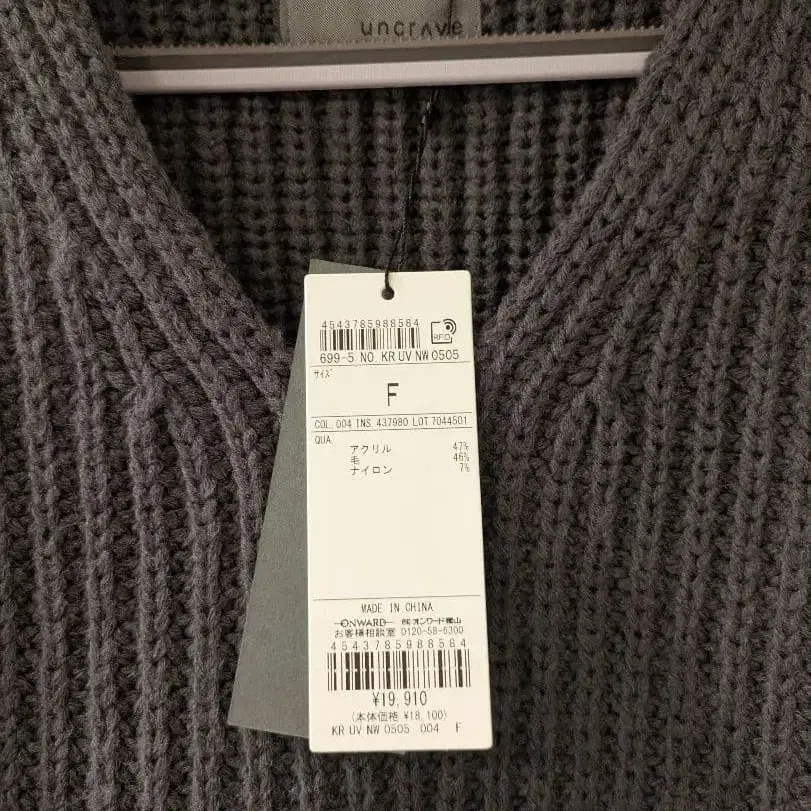 uncrave
4543785988584
RFID
699-5 NO. KR UV NW 0505
サイズ
F
COL. 004 INS. 437980 LOT 7044501
QUA
アクリル 47%
毛 46%
ナイロン 7%
MADE IN CHINA
ONWARD ㈱オンワード樫山
お客様相談室 0120-58-6300
4543785988584
¥19,910
(本体価格 ¥18,100)
KR UV NW 0505 004 F